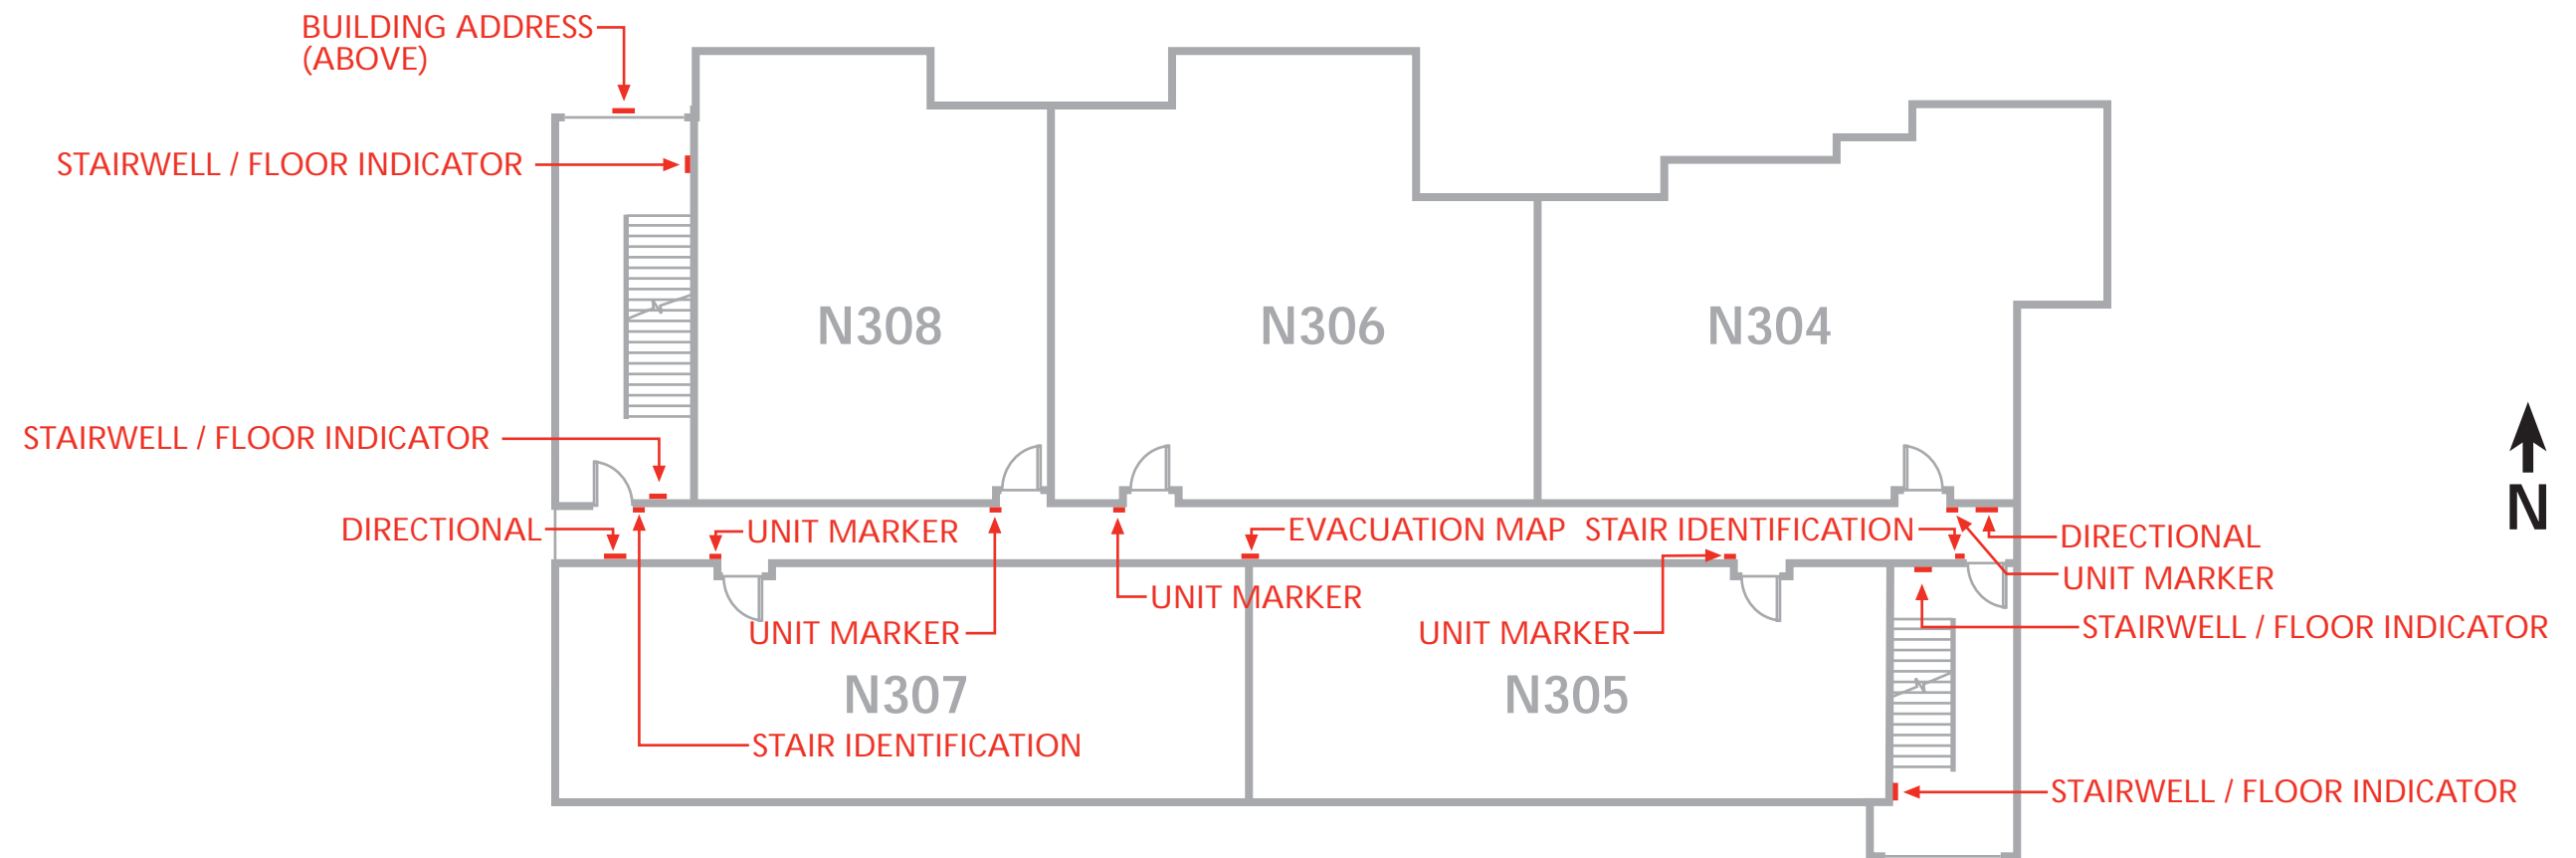 BUILDING ADDRESS
(ABOVE)
STAIRWELL / FLOOR INDICATOR
N308
N306
N304
STAIRWELL / FLOOR INDICATOR
N
DIRECTIONAL
UNIT MARKER
EVACUATION MAP
STAIR IDENTIFICATION
DIRECTIONAL
UNIT MARKER
UNIT MARKER
UNIT MARKER
UNIT MARKER
STAIRWELL / FLOOR INDICATOR
N307
N305
STAIR IDENTIFICATION
STAIRWELL / FLOOR INDICATOR